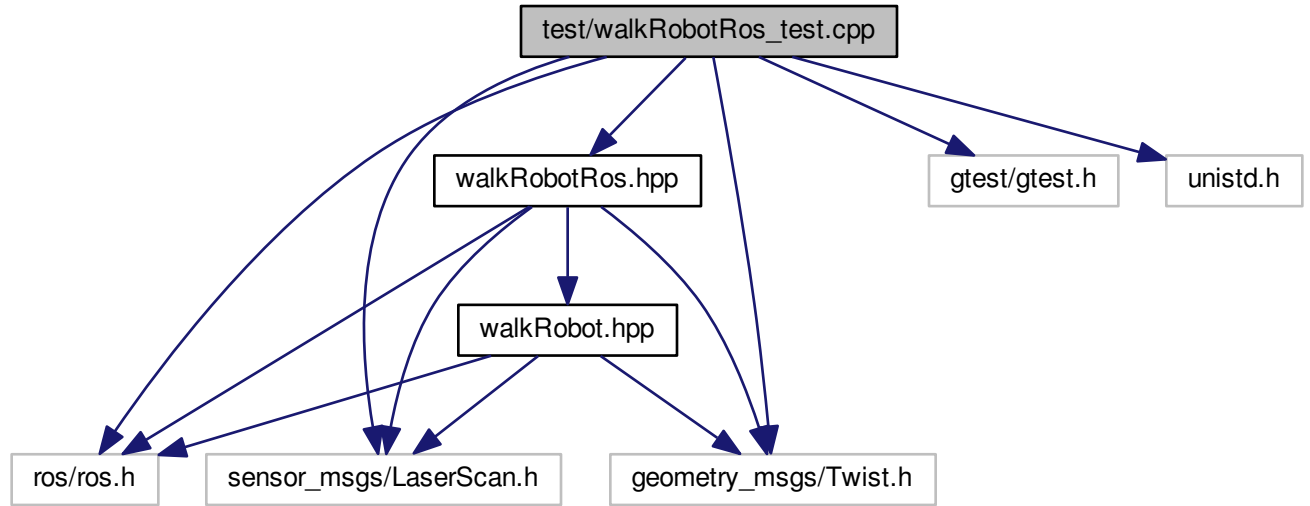 test/walkRobotRos_test.cpp
walkRobotRos.hpp
gtest/gtest.h
unistd.h
walkRobot.hpp
ros/ros.h
sensor_msgs/LaserScan.h
geometry_msgs/Twist.h